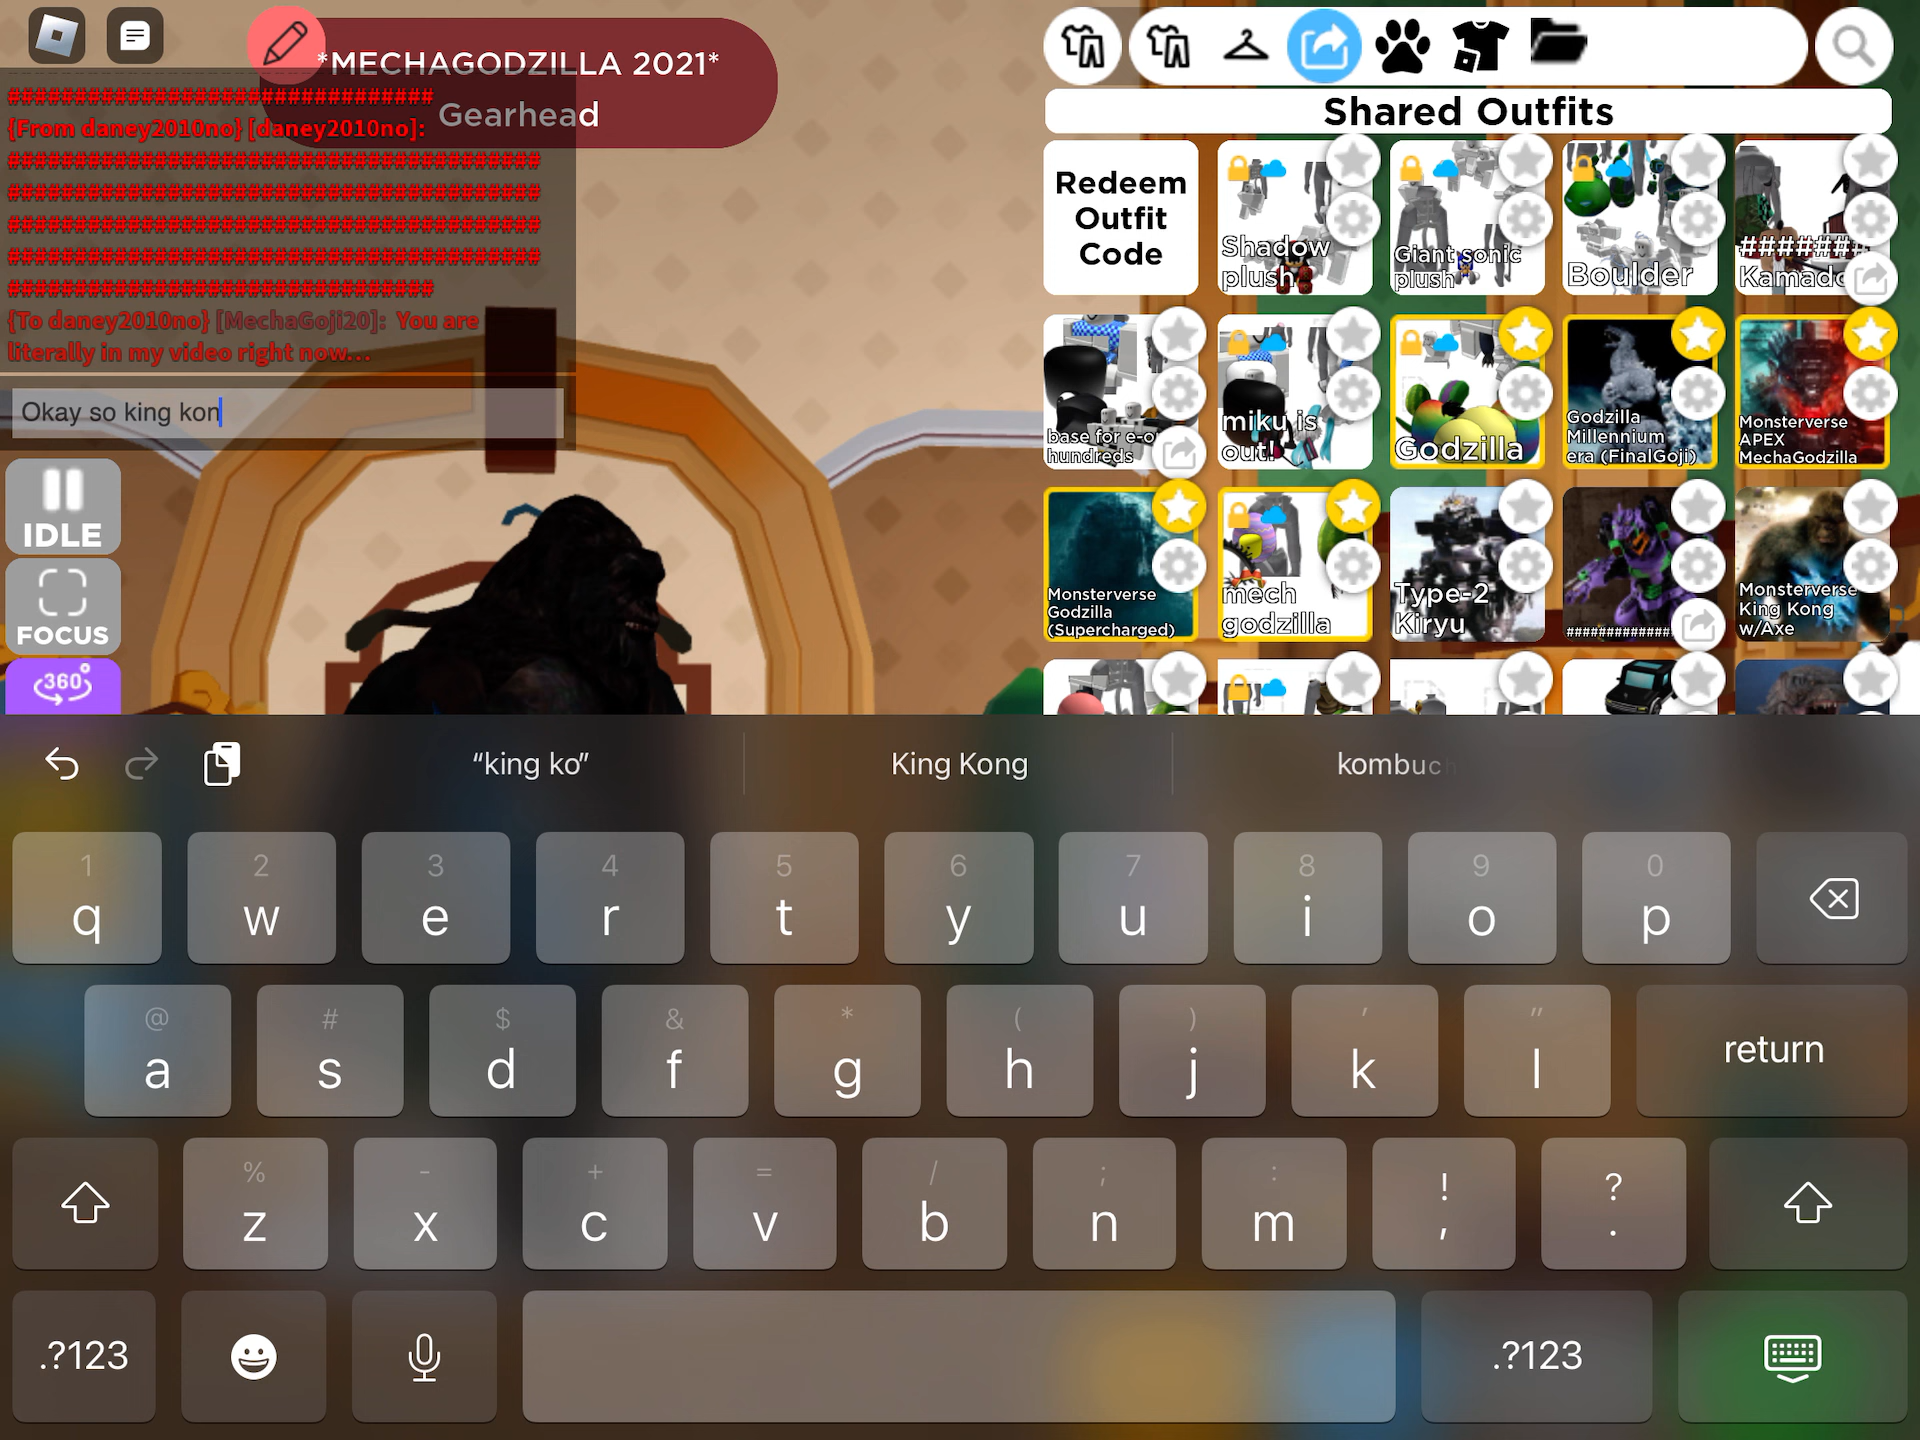 *MECHAGODZILLA 2021*
Gearhead
################################
{From daney2010no} [daney2010no]:
########################################
########################################
########################################
########################################
################################
{To daney2010no} [MechaGoji20]: You are
literally in my video right now...
Okay so king kon
IDLE
FOCUS
360°
Shared Outfits
Redeem
Outfit
Code
Shadow
plush
Giant sonic
plush
Boulder
#######
Kamado
base for e-o
hundreds
miku is
out!
Godzilla
Godzilla
Millennium
era (FinalGoji)
Monsterverse
APEX
MechaGodzilla
Monsterverse
Godzilla
(Supercharged)
mech
godzilla
Type-2
Kiryu
#############
Monsterverse
King Kong
w/Axe
“king ko”
King Kong
kombuch
1 2 3 4 5 6 7 8 9 0
q w e r t y u i o p
@ # $ & * ( ) ' "
a s d f g h j k l return
% - + = / ; : ! ?
z x c v b n m , .
.?123 .?123